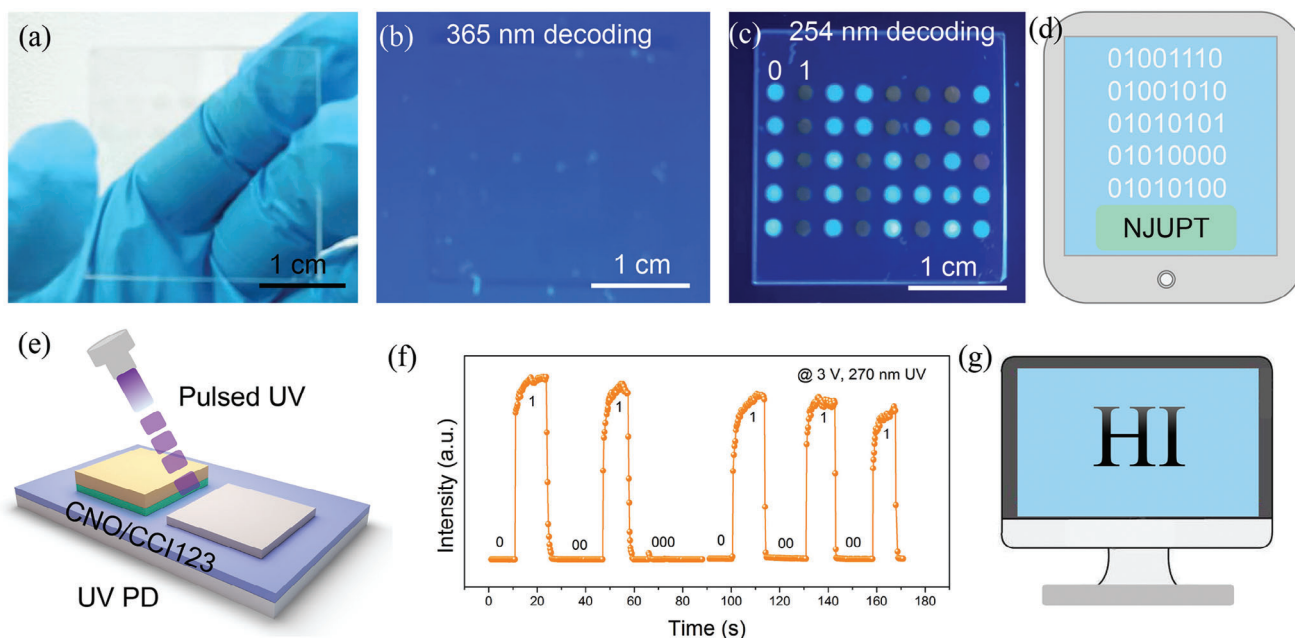 (a)
1 cm
(b)
365 nm decoding
1 cm
(c)
254 nm decoding
0 1
1 cm
(d)
01001110
01001010
01010101
01010000
01010100
NJUPT
(e)
Pulsed UV
CNO/CCI123
UV PD
(f)
@ 3 V, 270 nm UV
Intensity (a.u.)
0 1 00 1 000 0 1 00 1 00 1
0 20 40 60 80 100 120 140 160 180
Time (s)
(g)
HI